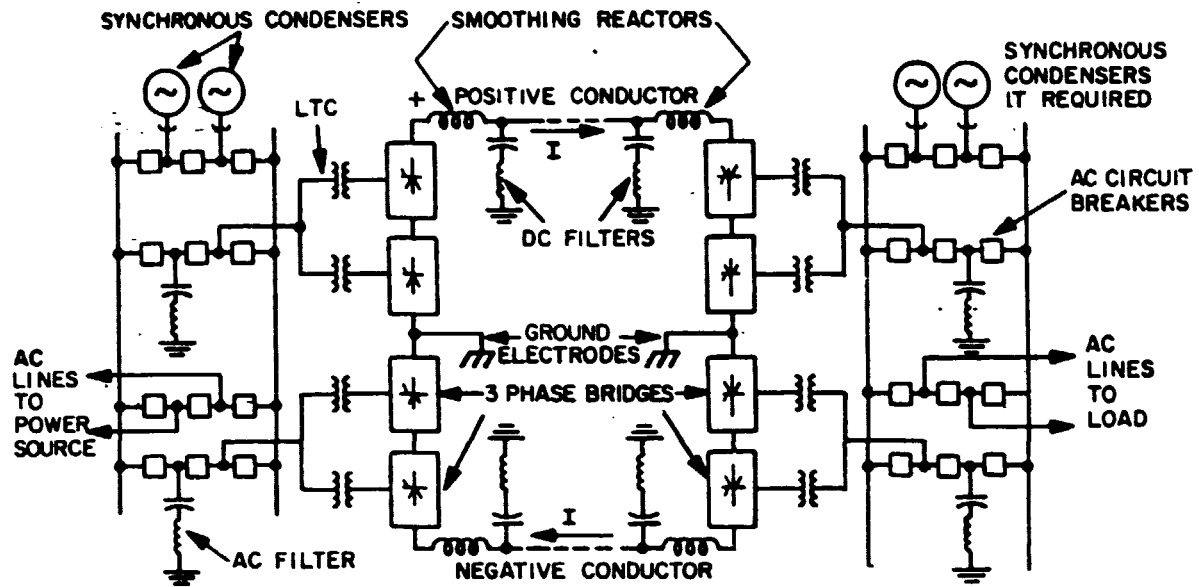 SYNCHRONOUS CONDENSERS
SMOOTHING REACTORS
SYNCHRONOUS
CONDENSERS
IT REQUIRED
LTC
+
POSITIVE CONDUCTOR
I
AC CIRCUIT
BREAKERS
DC FILTERS
GROUND
ELECTRODES
AC
LINES
TO
POWER
SOURCE
3 PHASE BRIDGES
AC
LINES
TO
LOAD
I
AC FILTER
NEGATIVE CONDUCTOR